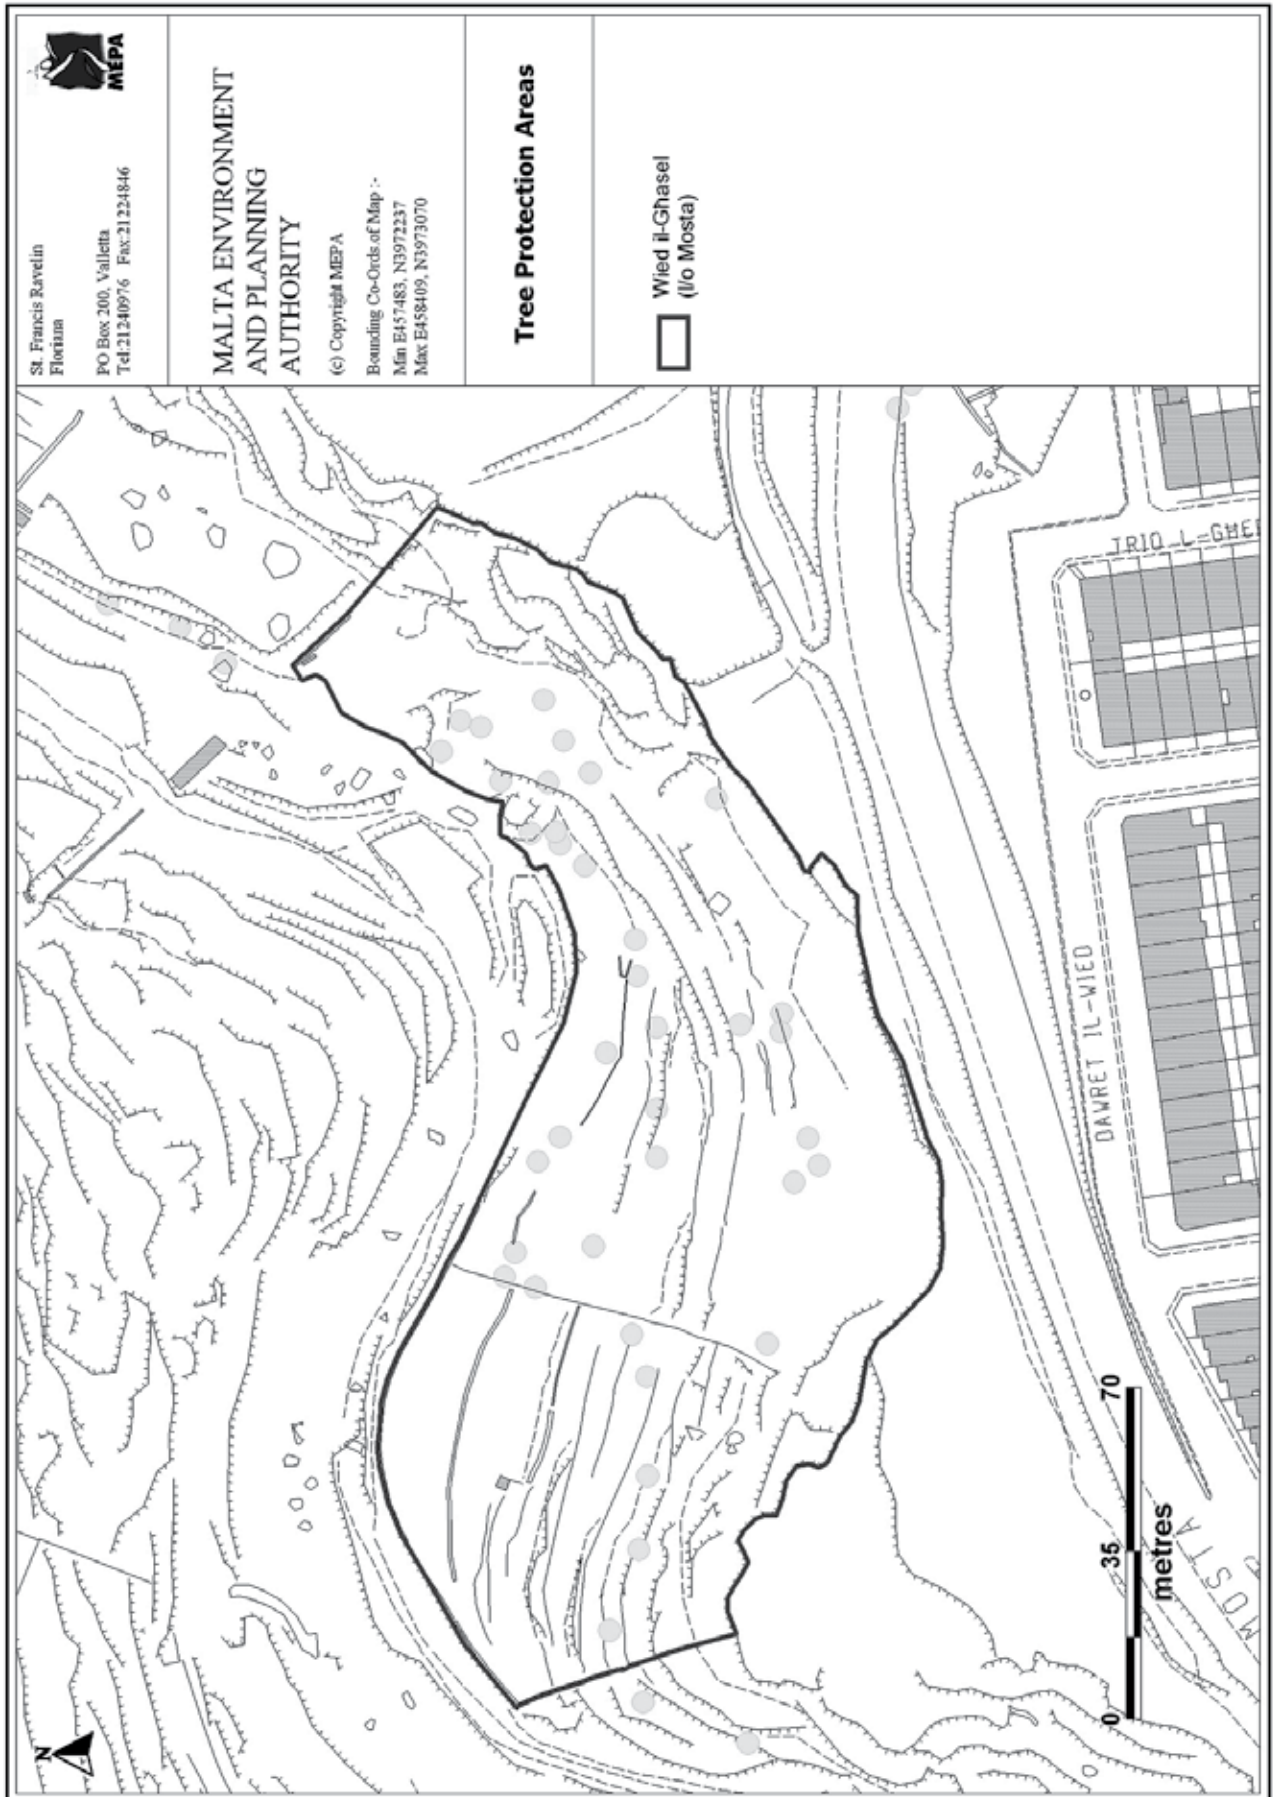 MEPA
St. Francis Ravelin
Floriana
PO Box 200, Valletta
Tel:21240976 Fax:21224846
MALTA ENVIRONMENT
AND PLANNING
AUTHORITY
(c) Copyright MEPA
Bounding Co-Ords.of Map :-
Min E457483, N3972237
Max E458409, N3973070
Tree Protection Areas
Wied il-Ghasel
(l/o Mosta)
N
TRIQ L-GHE
DAWRET IL-WIED
MOSTA
0 35 70
metres